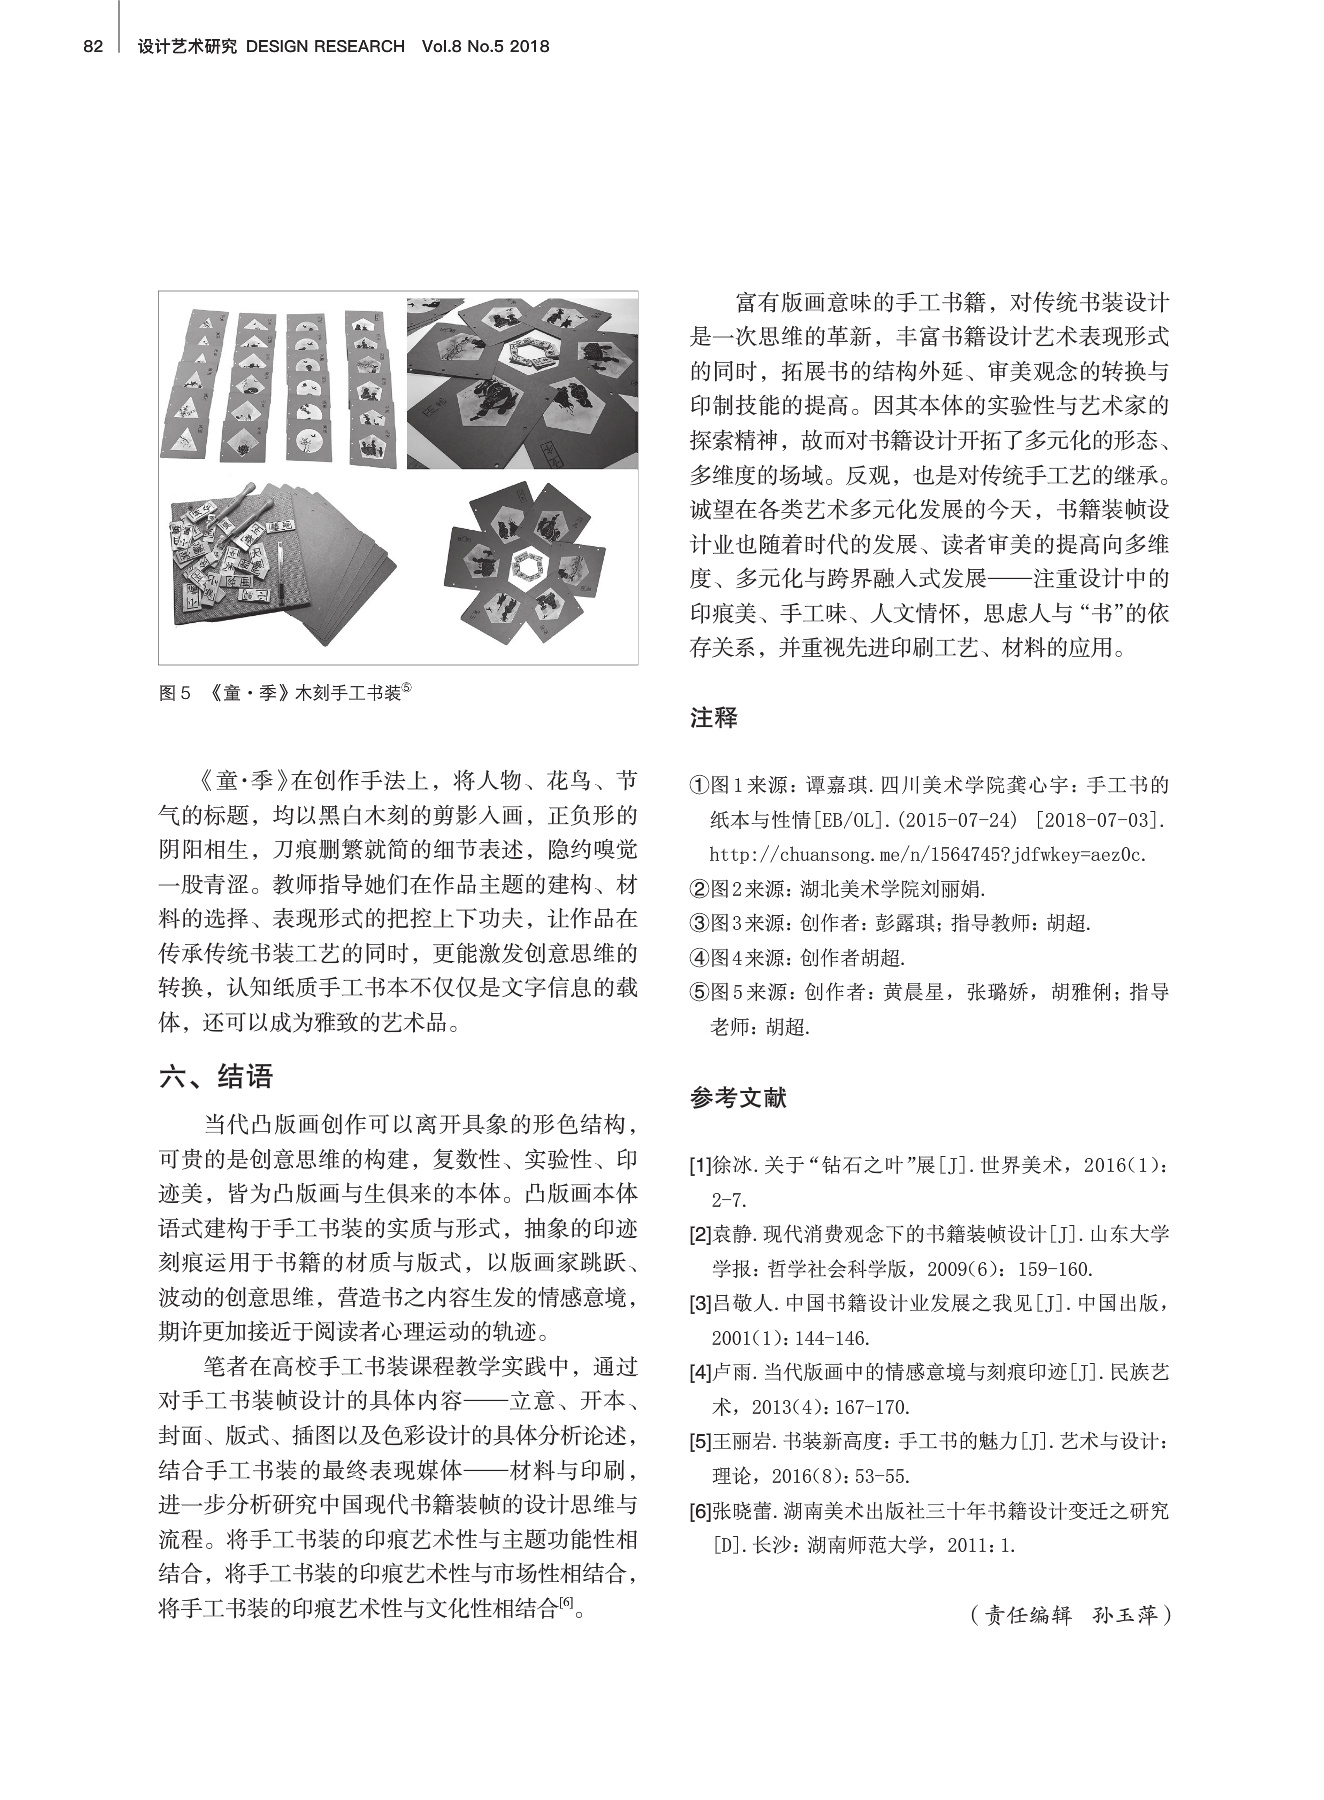 82 设计艺术研究 DESIGN RESEARCH Vol.8 No.5 2018
图5 《童·季》木刻手工书装⑤
《童·季》在创作手法上，将人物、花鸟、节
气的标题，均以黑白木刻的剪影入画，正负形的
阴阳相生，刀痕删繁就简的细节表述，隐约嗅觉
一股青涩。教师指导她们在作品主题的建构、材
料的选择、表现形式的把控上下功夫，让作品在
传承传统书装工艺的同时，更能激发创意思维的
转换，认知纸质手工书本不仅仅是文字信息的载
体，还可以成为雅致的艺术品。
六、结语
当代凸版画创作可以离开具象的形色结构，
可贵的是创意思维的构建，复数性、实验性、印
迹美，皆为凸版画与生俱来的本体。凸版画本体
语式建构于手工书装的实质与形式，抽象的印迹
刻痕运用于书籍的材质与版式，以版画家跳跃、
波动的创意思维，营造书之内容生发的情感意境，
期许更加接近于阅读者心理运动的轨迹。
笔者在高校手工书装课程教学实践中，通过
对手工书装帧设计的具体内容——立意、开本、
封面、版式、插图以及色彩设计的具体分析论述，
结合手工书装的最终表现媒体——材料与印刷，
进一步分析研究中国现代书籍装帧的设计思维与
流程。将手工书装的印痕艺术性与主题功能性相
结合，将手工书装的印痕艺术性与市场性相结合，
将手工书装的印痕艺术性与文化性相结合[6]。
富有版画意味的手工书籍，对传统书装设计
是一次思维的革新，丰富书籍设计艺术表现形式
的同时，拓展书的结构外延、审美观念的转换与
印制技能的提高。因其本体的实验性与艺术家的
探索精神，故而对书籍设计开拓了多元化的形态、
多维度的场域。反观，也是对传统手工艺的继承。
诚望在各类艺术多元化发展的今天，书籍装帧设
计业也随着时代的发展、读者审美的提高向多维
度、多元化与跨界融入式发展——注重设计中的
印痕美、手工味、人文情怀，思虑人与“书”的依
存关系，并重视先进印刷工艺、材料的应用。
注释
①图1来源：谭嘉琪.四川美术学院龚心宇：手工书的
纸本与性情[EB/OL].(2015-07-24) [2018-07-03].
http://chuansong.me/n/1564745?jdfwkey=aez0c.
②图2来源：湖北美术学院刘丽娟.
③图3来源：创作者：彭露琪；指导教师：胡超.
④图4来源：创作者胡超.
⑤图5来源：创作者：黄晨星，张璐娇，胡雅俐；指导
老师：胡超.
参考文献
[1]徐冰.关于“钻石之叶”展[J].世界美术，2016(1)：
2-7.
[2]袁静.现代消费观念下的书籍装帧设计[J].山东大学
学报：哲学社会科学版，2009(6)：159-160.
[3]吕敬人.中国书籍设计业发展之我见[J].中国出版，
2001(1)：144-146.
[4]卢雨.当代版画中的情感意境与刻痕印迹[J].民族艺
术，2013(4)：167-170.
[5]王丽岩.书装新高度：手工书的魅力[J].艺术与设计：
理论，2016(8)：53-55.
[6]张晓蕾.湖南美术出版社三十年书籍设计变迁之研究
[D].长沙：湖南师范大学，2011：1.
（责任编辑 孙玉萍）